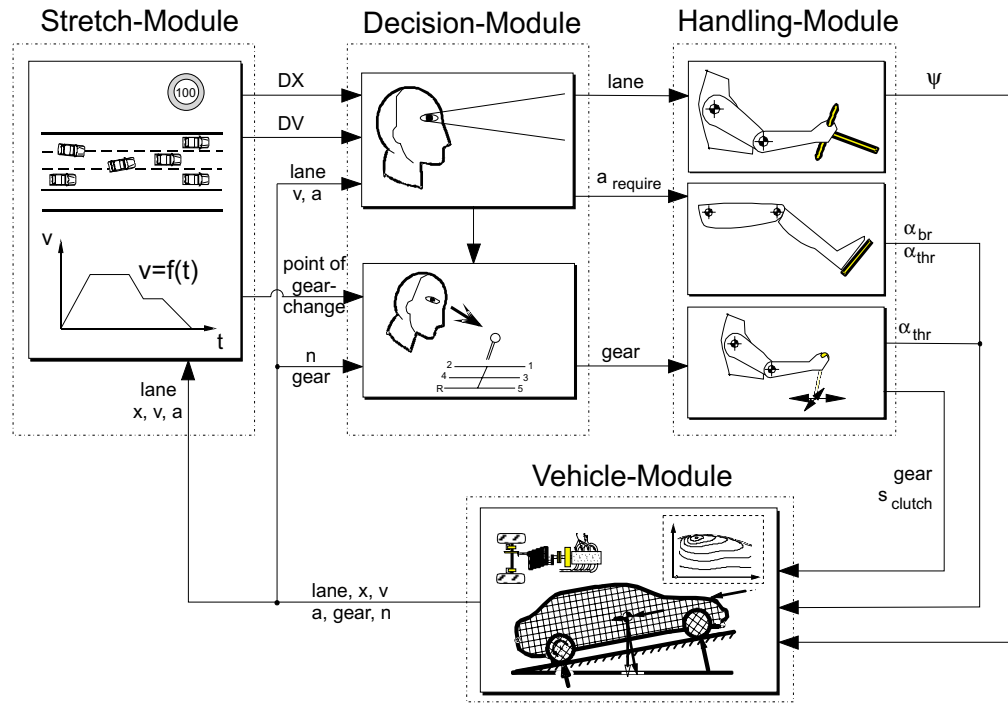 Stretch-Module
Decision-Module
Handling-Module
100
v
v=f(t)
t
DX
DV
lane
v, a
point of
gear-
change
n
gear
2 1
4 3
R 5
lane
a require
gear
ψ
α br
α thr
α thr
gear
s clutch
lane
x, v, a
Vehicle-Module
lane, x, v
a, gear, n